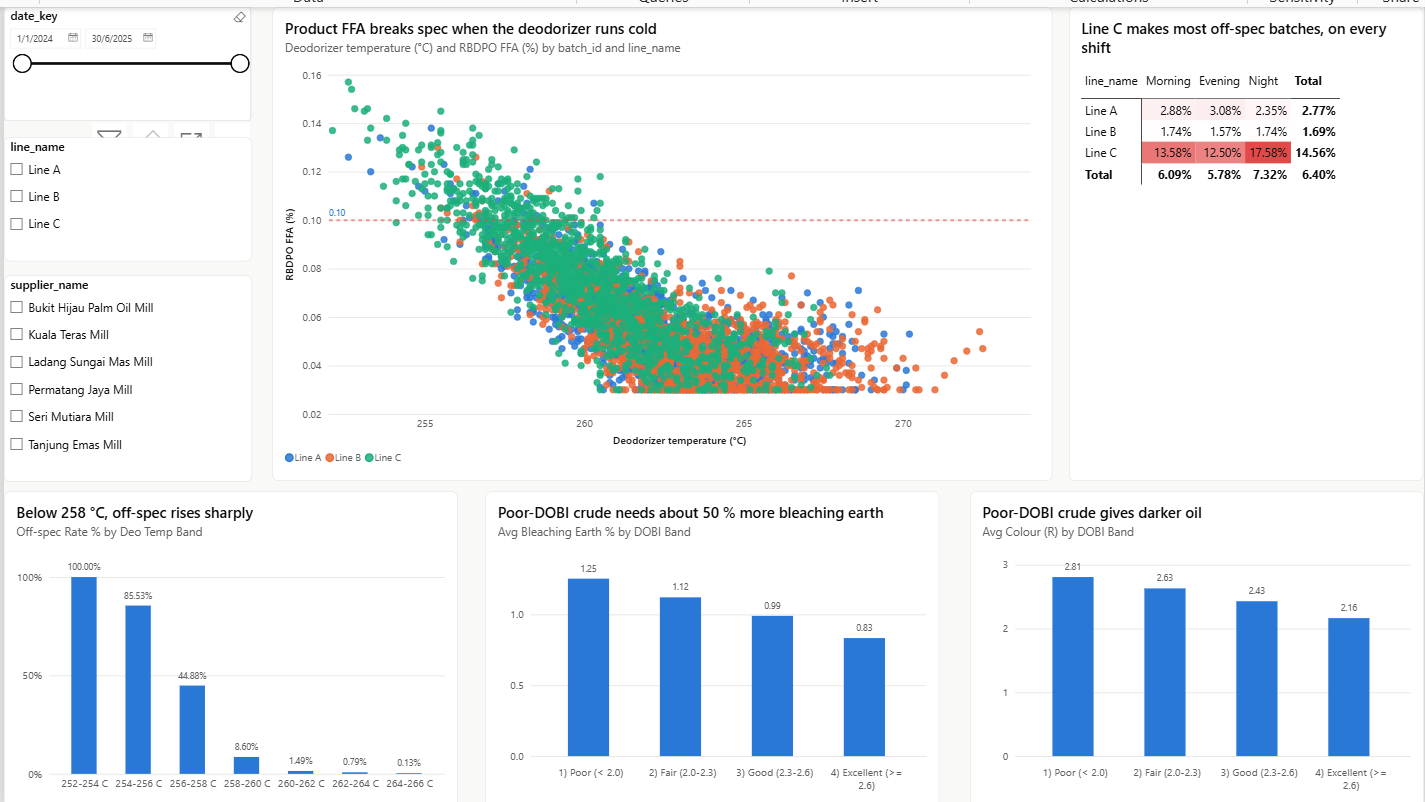 Data Queries Insert Calculations Sensitivity Share
date_key
1/1/2024 30/6/2025
line_name
Line A
Line B
Line C
supplier_name
Bukit Hijau Palm Oil Mill
Kuala Teras Mill
Ladang Sungai Mas Mill
Permatang Jaya Mill
Seri Mutiara Mill
Tanjung Emas Mill
Product FFA breaks spec when the deodorizer runs cold
Deodorizer temperature (°C) and RBDPO FFA (%) by batch_id and line_name
RBDPO FFA (%)
0.16
0.14
0.12
0.10
0.10
0.08
0.06
0.04
0.02
255 260 265 270
Deodorizer temperature (°C)
Line A Line B Line C
Line C makes most off-spec batches, on every
shift
line_name Morning Evening Night Total
Line A 2.88% 3.08% 2.35% 2.77%
Line B 1.74% 1.57% 1.74% 1.69%
Line C 13.58% 12.50% 17.58% 14.56%
Total 6.09% 5.78% 7.32% 6.40%
Below 258 °C, off-spec rises sharply
Off-spec Rate % by Deo Temp Band
100%
50%
0%
100.00%
85.53%
44.88%
8.60%
1.49%
0.79%
0.13%
252-254 C 254-256 C 256-258 C 258-260 C 260-262 C 262-264 C 264-266 C
Poor-DOBI crude needs about 50 % more bleaching earth
Avg Bleaching Earth % by DOBI Band
1.0
0.5
0.0
1.25
1.12
0.99
0.83
1) Poor (< 2.0) 2) Fair (2.0-2.3) 3) Good (2.3-2.6) 4) Excellent (>=
2.6)
Poor-DOBI crude gives darker oil
Avg Colour (R) by DOBI Band
3
2
1
0
2.81
2.63
2.43
2.16
1) Poor (< 2.0) 2) Fair (2.0-2.3) 3) Good (2.3-2.6) 4) Excellent (>=
2.6)